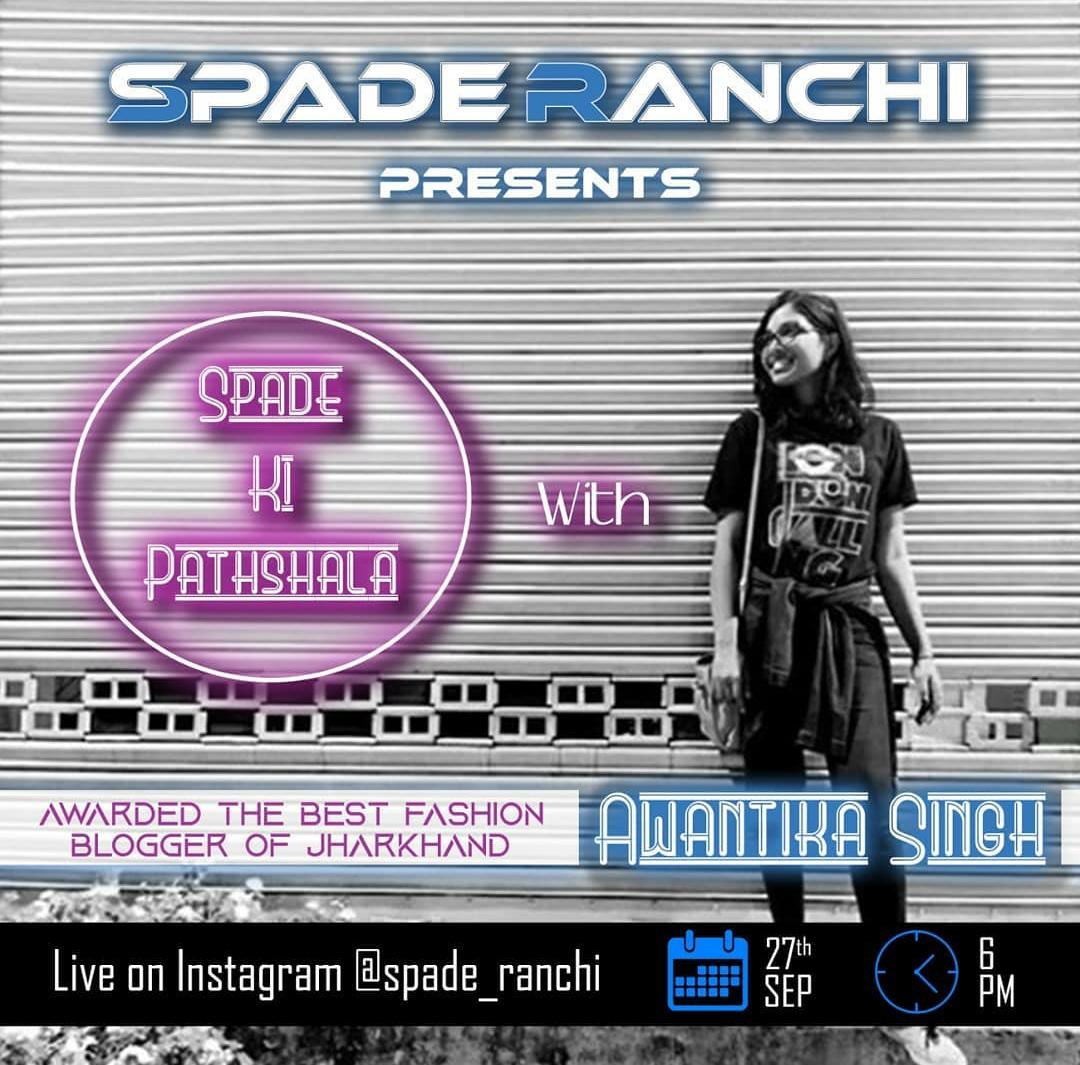 SPADE RANCHI
PRESENTS
SPADE
KI
PATHSHALA
With
AWARDED THE BEST FASHION
BLOGGER OF JHARKHAND
AWANTIKA SINGH
Live on Instagram @spade_ranchi
27th
SEP
6
PM